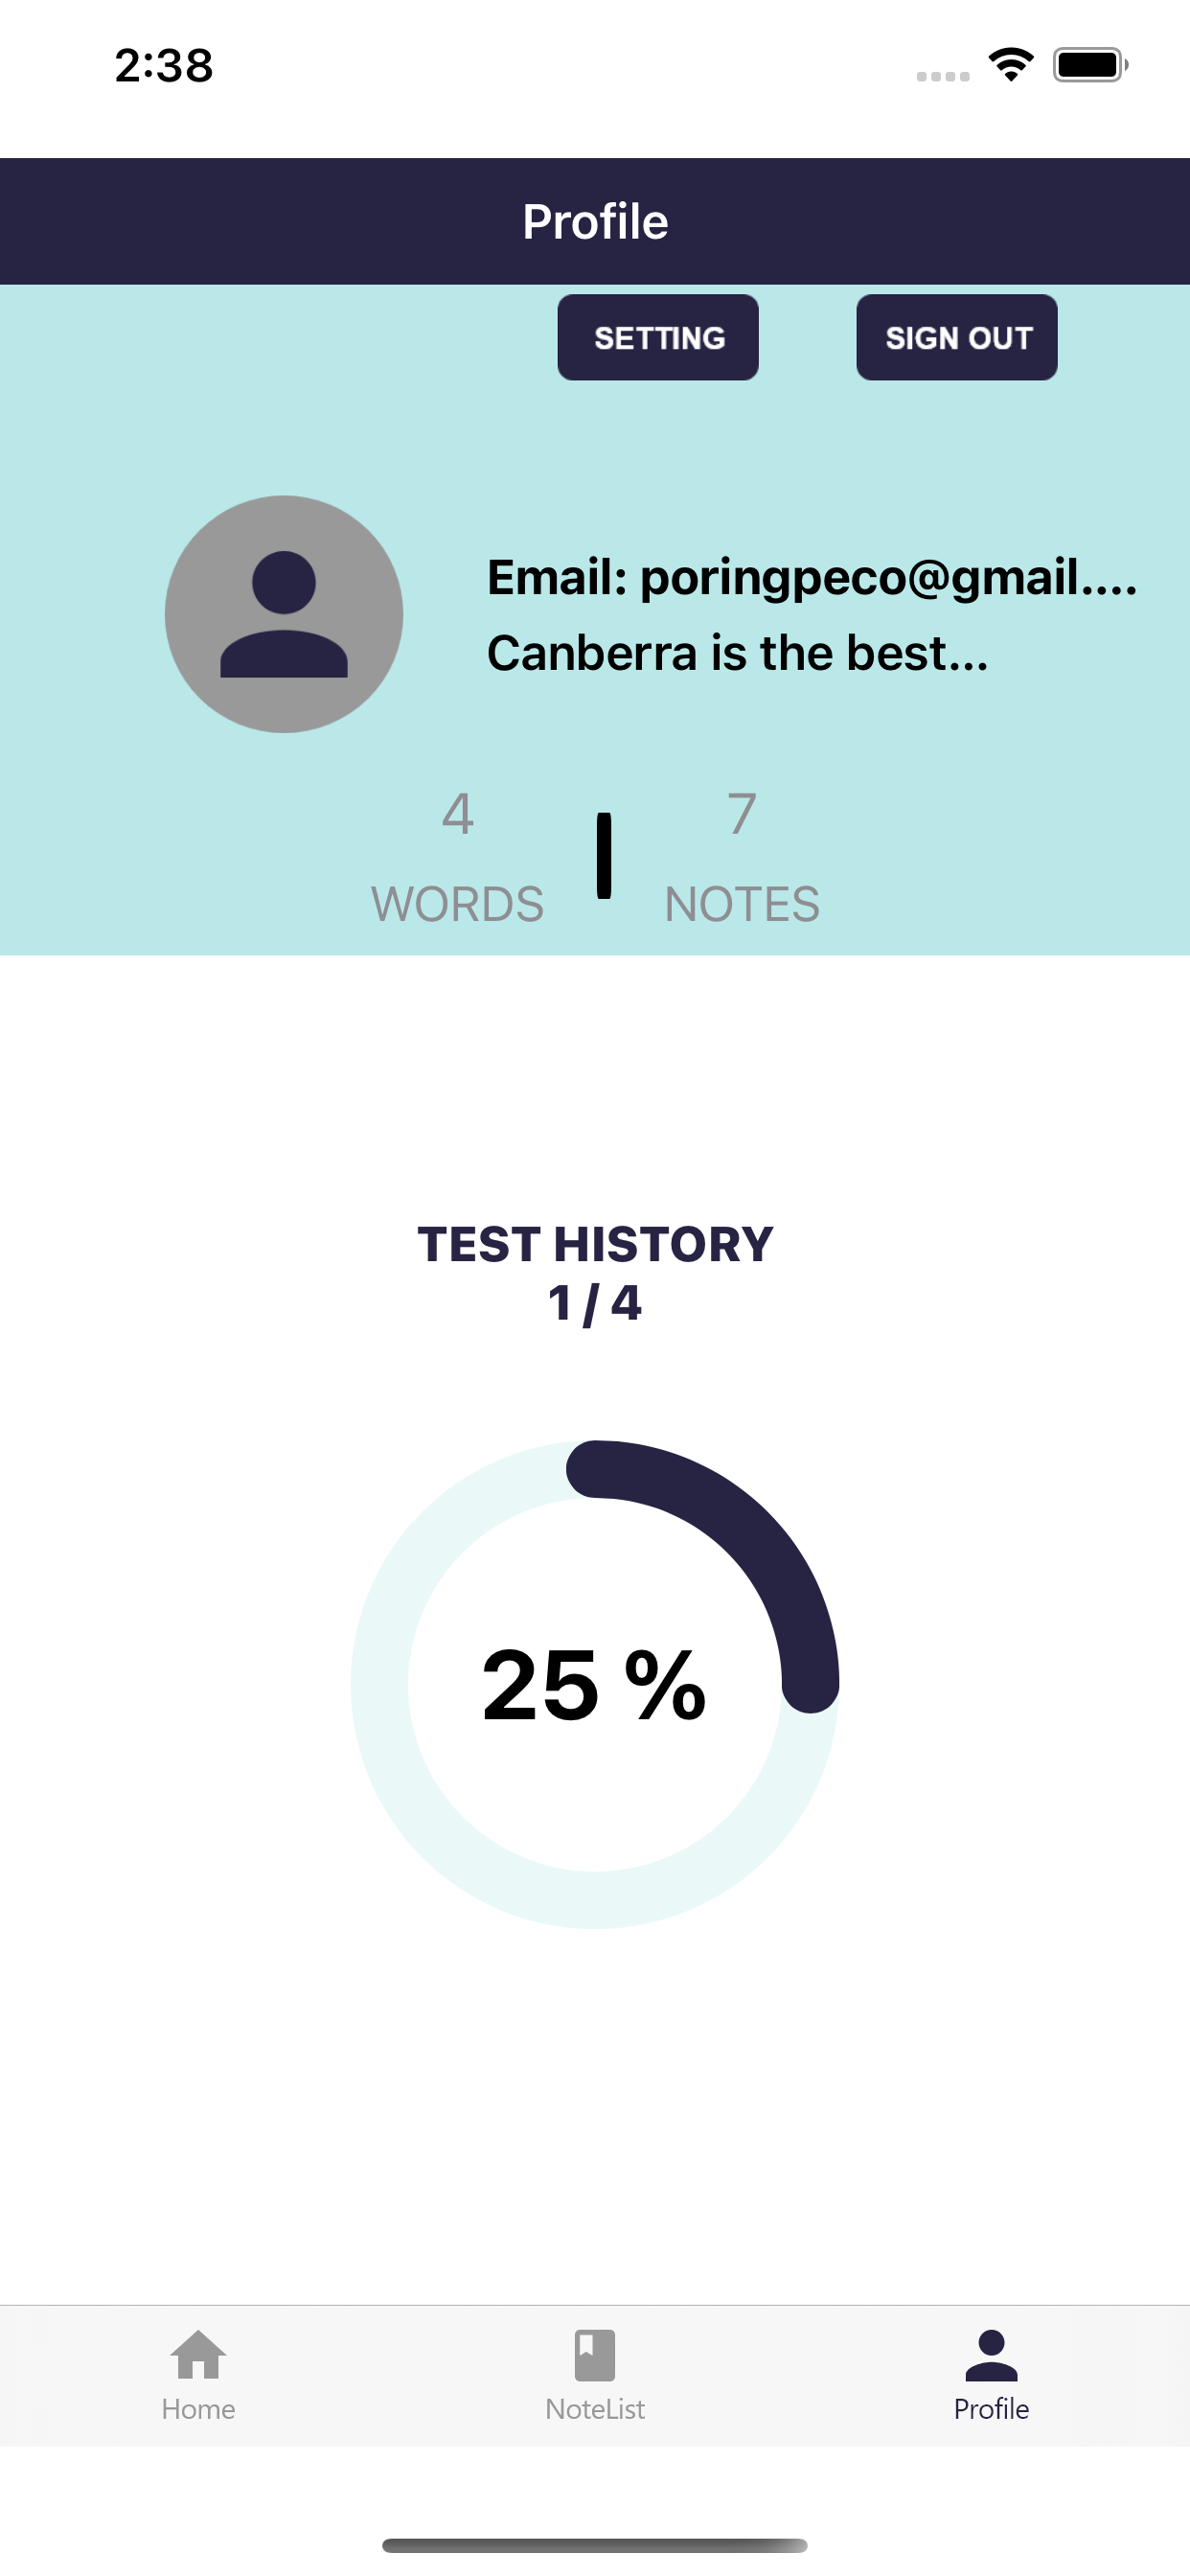 2:38
Profile
SETTING
SIGN OUT
Email: poringpeco@gmail....
Canberra is the best...
4
7
WORDS
NOTES
TEST HISTORY
1 / 4
25 %
Home
NoteList
Profile